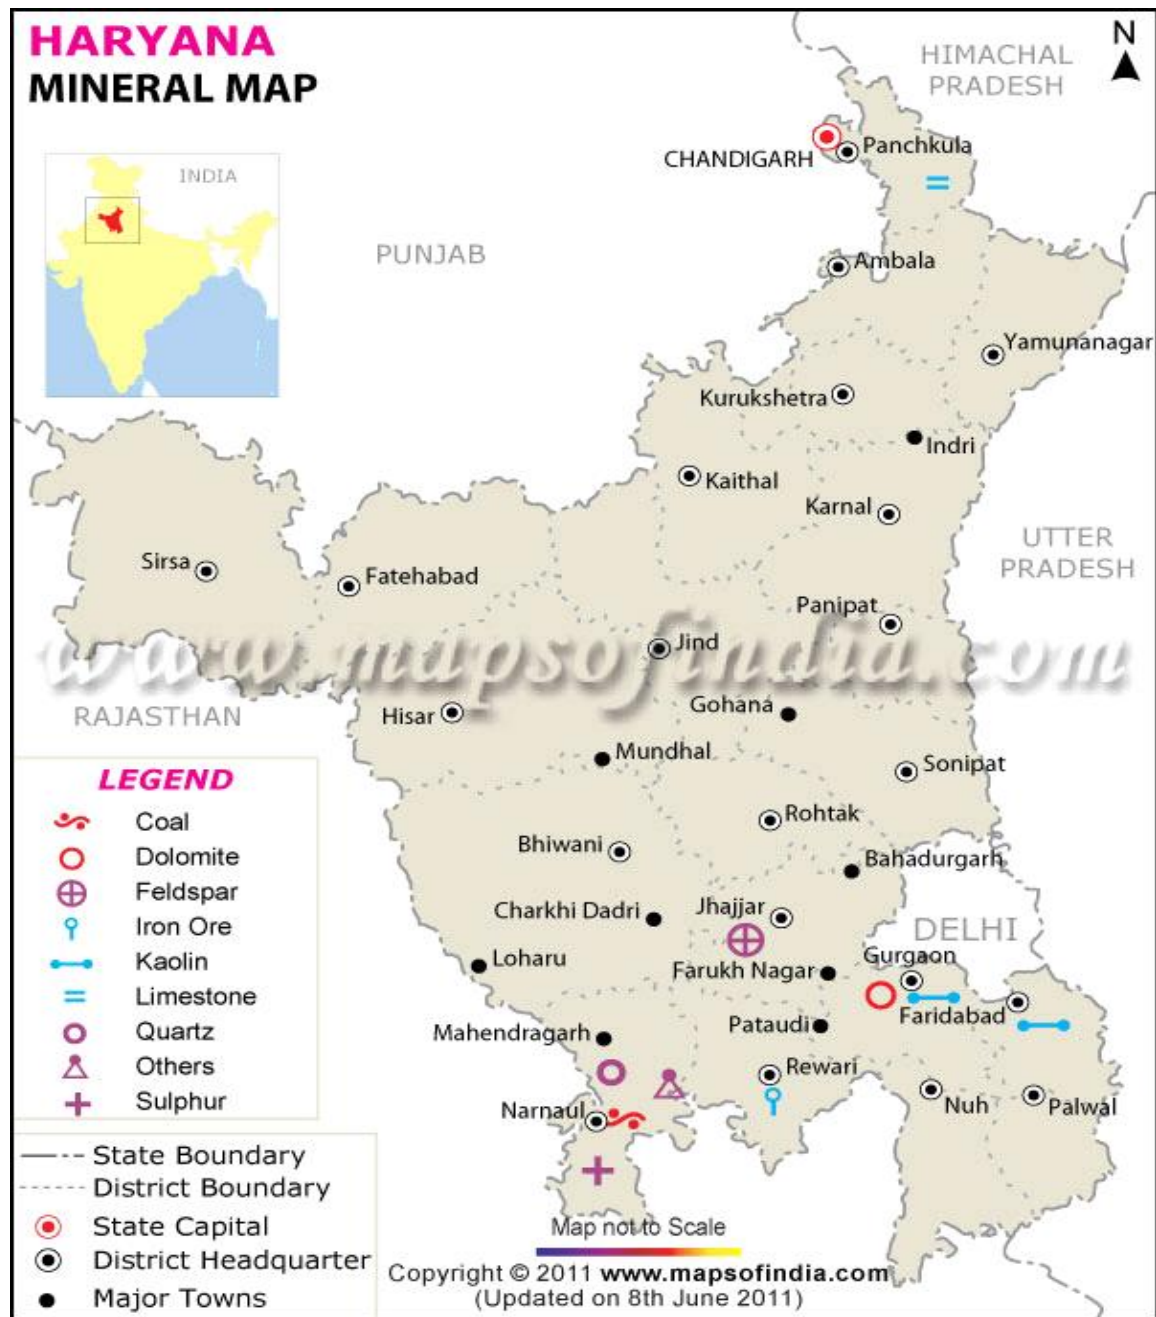 HARYANA
MINERAL MAP
N
HIMACHAL
PRADESH
INDIA
CHANDIGARH
Panchkula
PUNJAB
Ambala
Yamunanagar
Kurukshetra
Indri
Kaithal
Karnal
UTTER
PRADESH
Sirsa
Fatehabad
Panipat
Jind
www.mapsofindia.com
RAJASTHAN
Hisar
Gohana
Mundhal
Sonipat
Rohtak
Bhiwani
Bahadurgarh
Charkhi Dadri
Jhajjar
DELHI
Gurgaon
Loharu
Farukh Nagar
Faridabad
Mahendragarh
Pataudi
Rewari
Narnaul
Nuh
Palwal
LEGEND
Coal
Dolomite
Feldspar
Iron Ore
Kaolin
Limestone
Quartz
Others
Sulphur
State Boundary
District Boundary
State Capital
District Headquarter
Major Towns
Map not to Scale
Copyright © 2011 www.mapsofindia.com
(Updated on 8th June 2011)